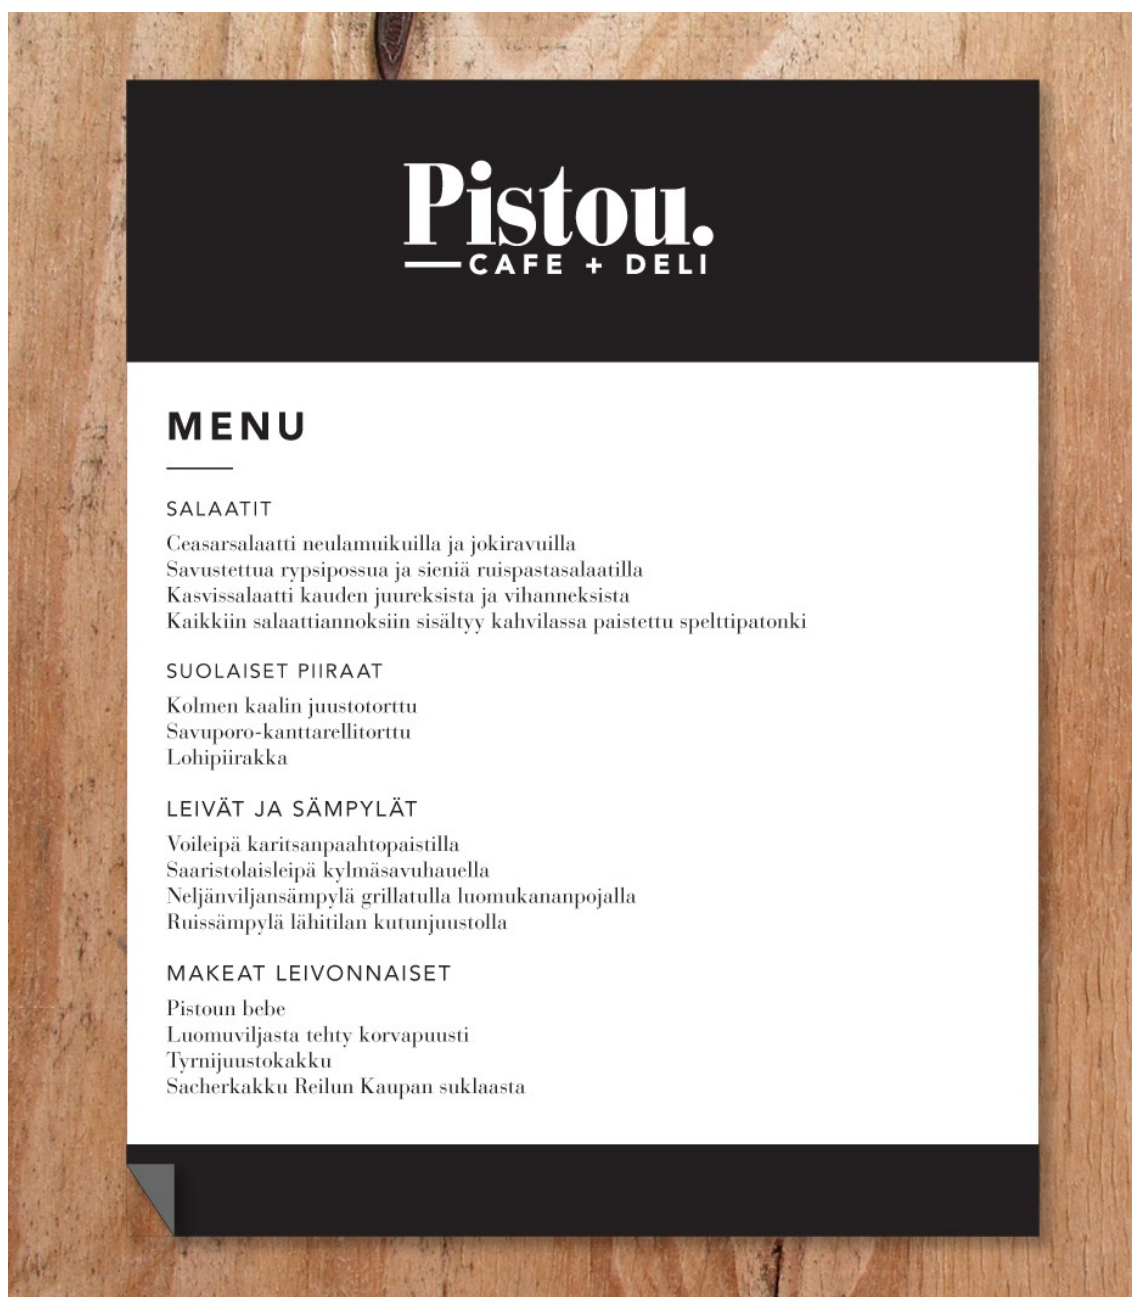 Pistou.
CAFE + DELI
MENU
SALAATIT
Ceasarsalaatti neulamuikuilla ja jokiravuilla
Savustettua rypsipossua ja sieniä ruispastasalaatilla
Kasvissalaatti kauden juureksista ja vihanneksista
Kaikkiin salaattiannoksiin sisältyy kahvilassa paistettu spelttipatonki
SUOLAISET PIIRAAT
Kolmen kaalin juustotorttu
Savuporo-kanttarellitorttu
Lohipiirakka
LEIVÄT JA SÄMPYLÄT
Voileipä karitsanpaahtopaistilla
Saaristolaisleipä kylmäsavuhauella
Neljänviljansämpylä grillatulla luomukananpojalla
Ruissämpylä lähitilan kutunjuustolla
MAKEAT LEIVONNAISET
Pistoun bebe
Luomuviljasta tehty korvapuusti
Tyrnijuustokakku
Sacherkakku Reilun Kaupan suklaasta